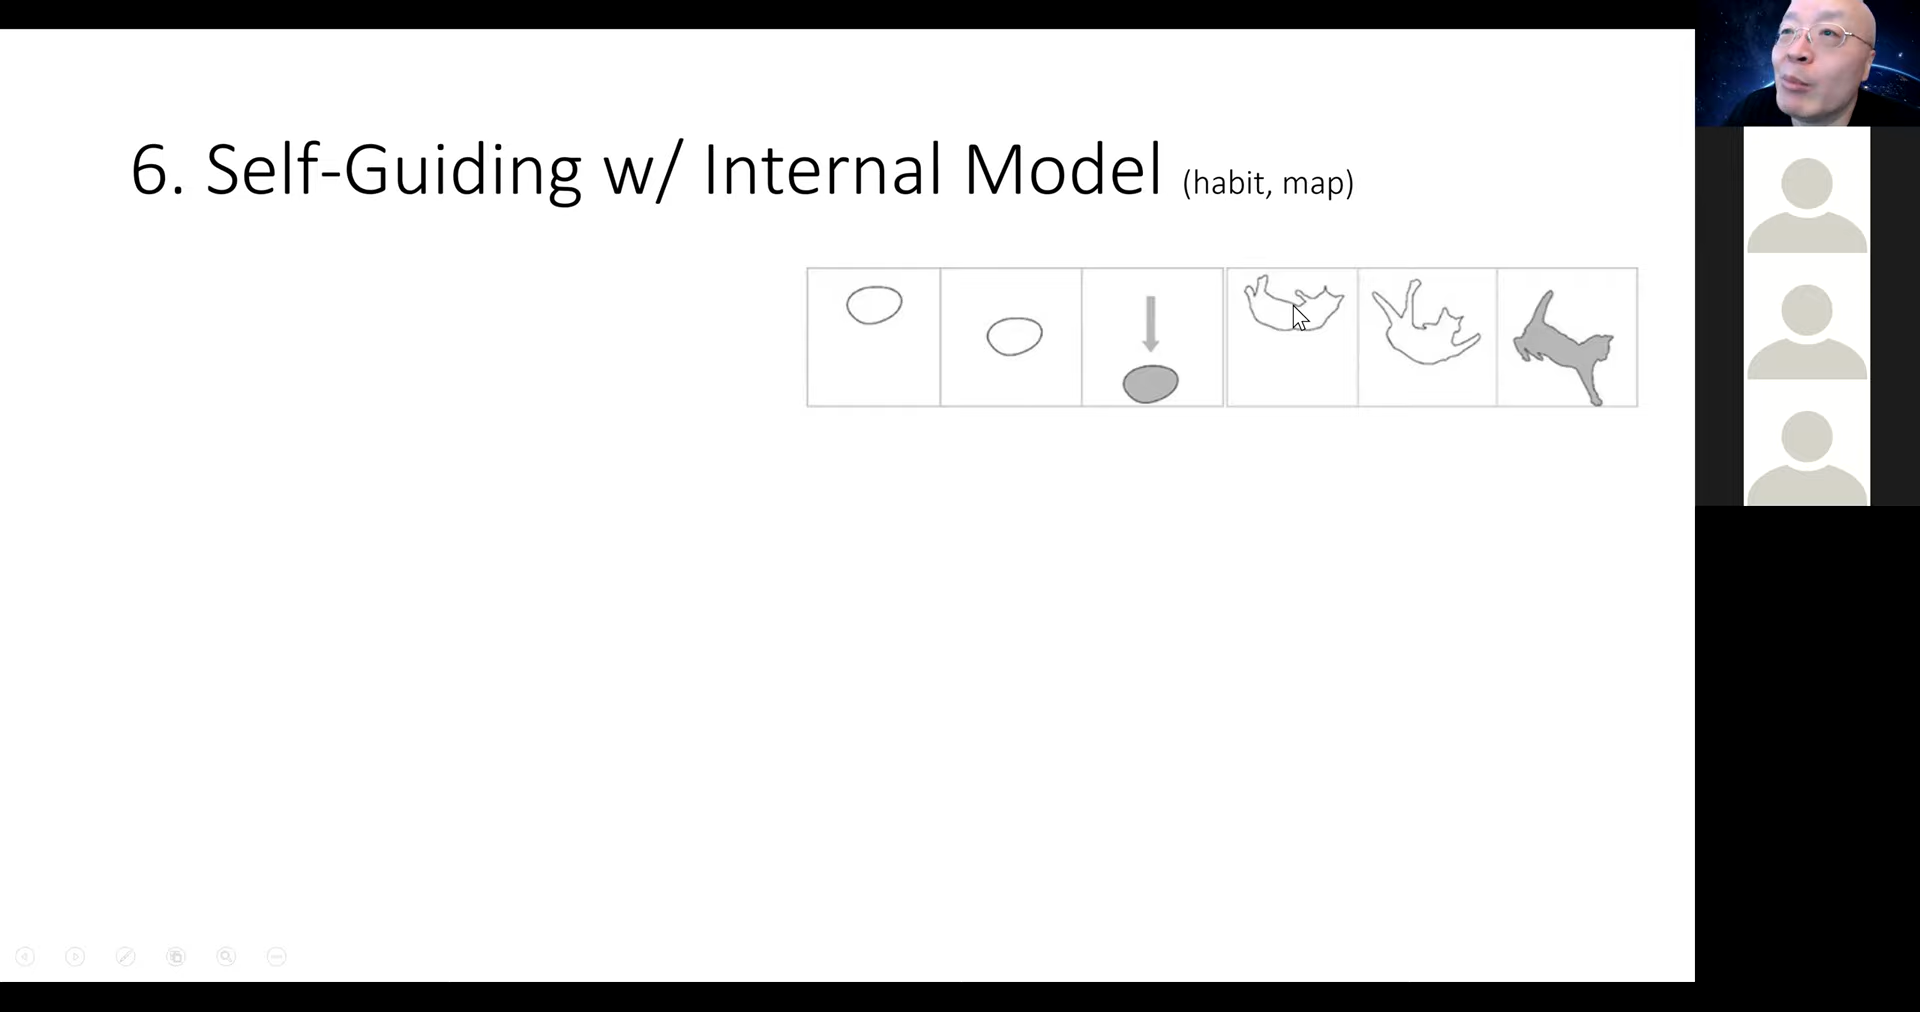 6. Self-Guiding w/ Internal Model (habit, map)